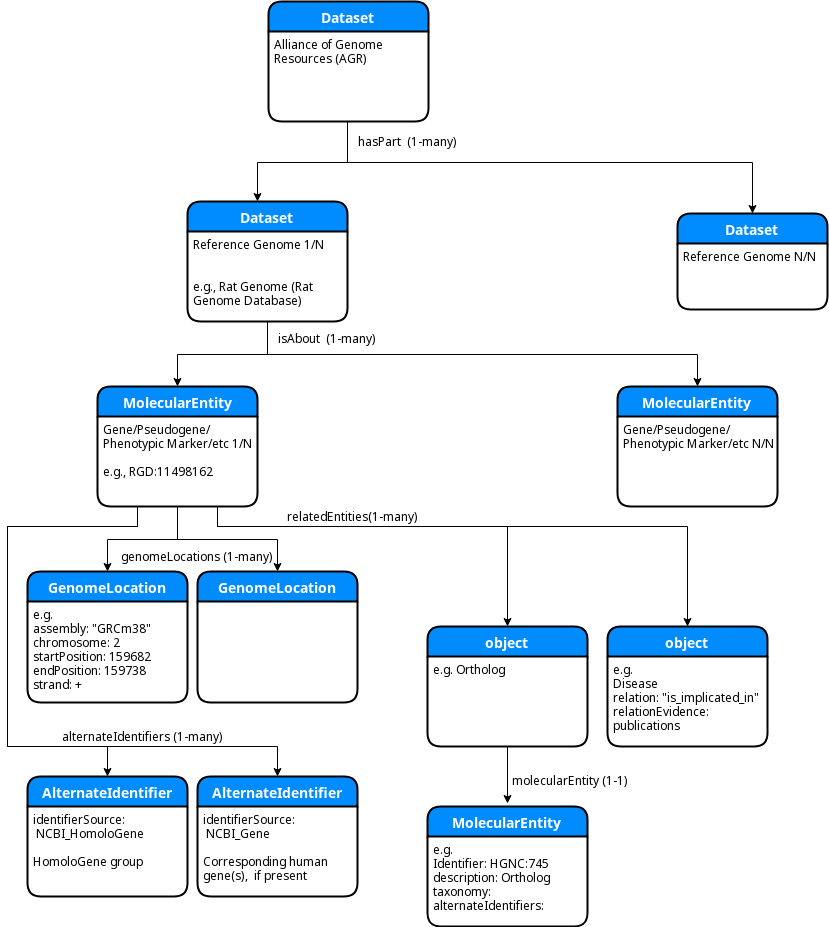 Dataset
Alliance of Genome
Resources (AGR)
hasPart  (1-many)
Dataset
Reference Genome 1/N
e.g., Rat Genome (Rat
Genome Database)
Dataset
Reference Genome N/N
isAbout  (1-many)
MolecularEntity
Gene/Pseudogene/
Phenotypic Marker/etc 1/N
e.g., RGD:11498162
MolecularEntity
Gene/Pseudogene/
Phenotypic Marker/etc N/N
relatedEntities(1-many)
genomeLocations (1-many)
GenomeLocation
e.g.
assembly: "GRCm38"
chromosome: 2
startPosition: 159682
endPosition: 159738
strand: +
GenomeLocation
object
e.g. Ortholog
object
e.g.
Disease
relation: "is_implicated_in"
relationEvidence:
publications
alternateIdentifiers (1-many)
AlternateIdentifier
identifierSource:
NCBI_HomoloGene
HomoloGene group
AlternateIdentifier
identifierSource:
NCBI_Gene
Corresponding human
gene(s),  if present
molecularEntity (1-1)
MolecularEntity
e.g.
Identifier: HGNC:745
description: Ortholog
taxonomy:
alternateIdentifiers: